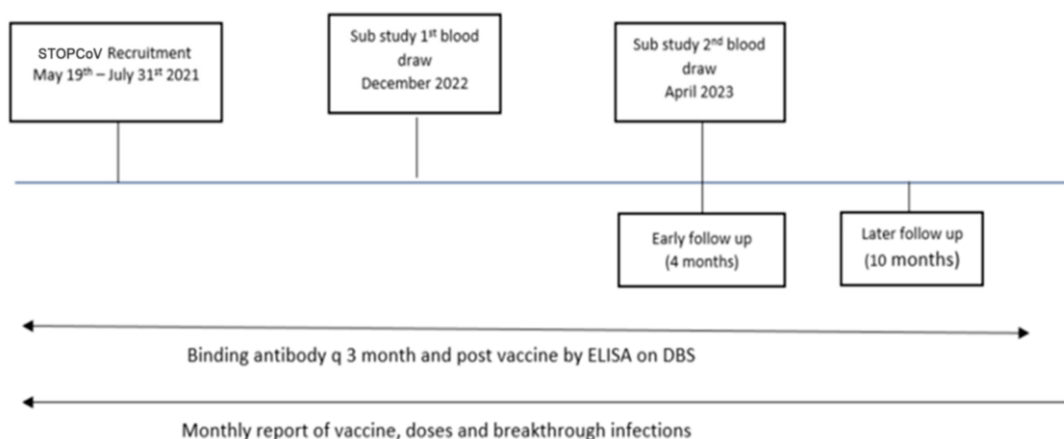 STOPCoV Recruitment
May 19th – July 31st 2021
Sub study 1st blood
draw
December 2022
Sub study 2nd blood
draw
April 2023
Early follow up
(4 months)
Later follow up
(10 months)
Binding antibody q 3 month and post vaccine by ELISA on DBS
Monthly report of vaccine, doses and breakthrough infections